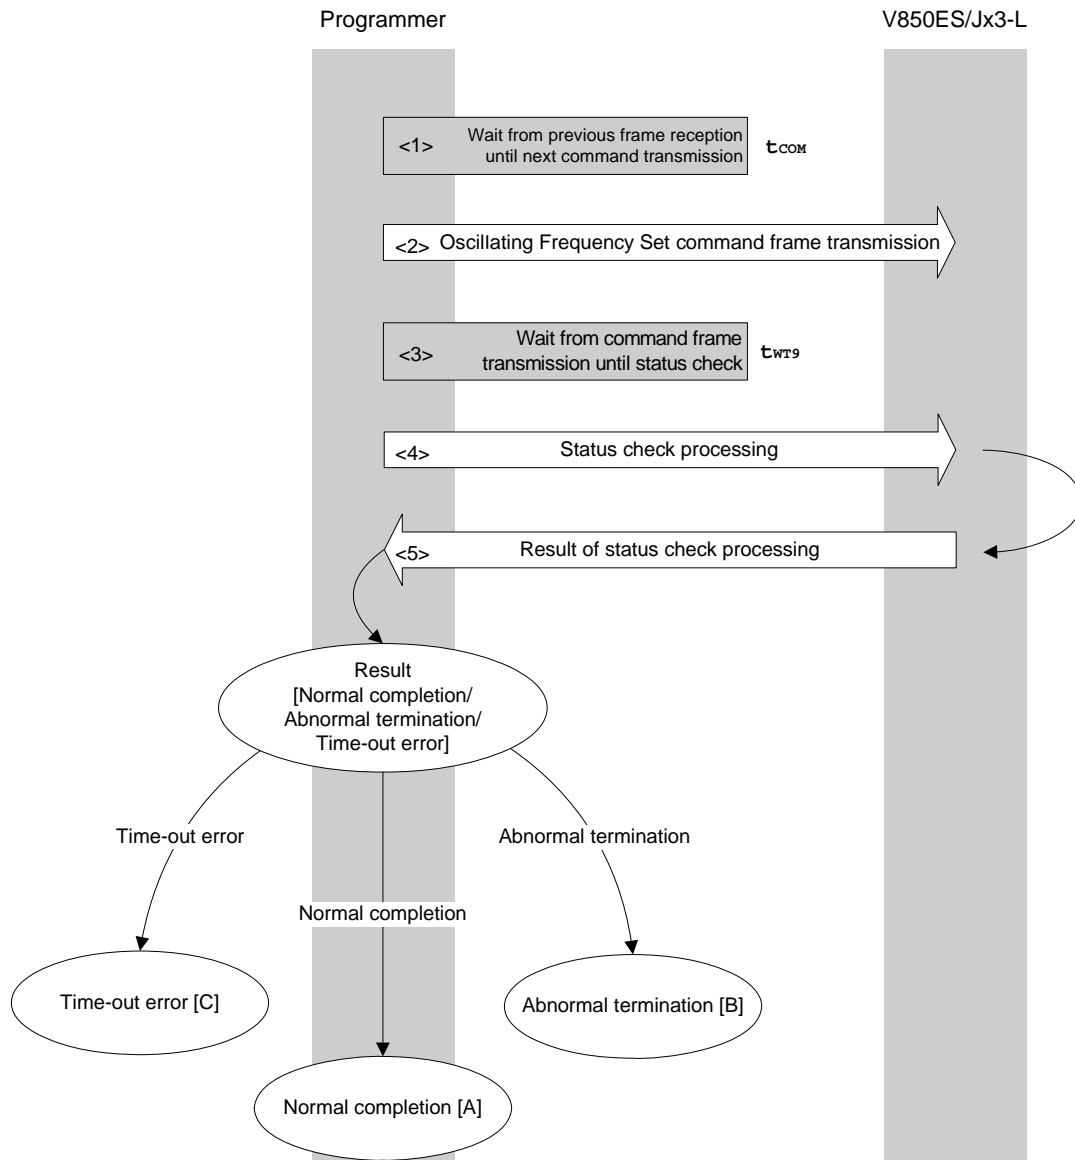 Programmer
V850ES/Jx3-L
<1>
Wait from previous frame reception
until next command transmission
tCOM
<2> Oscillating Frequency Set command frame transmission
<3>
Wait from command frame
transmission until status check
tWT9
<4> Status check processing
<5> Result of status check processing
Result
[Normal completion/
Abnormal termination/
Time-out error]
Time-out error
Abnormal termination
Normal completion
Time-out error [C]
Abnormal termination [B]
Normal completion [A]